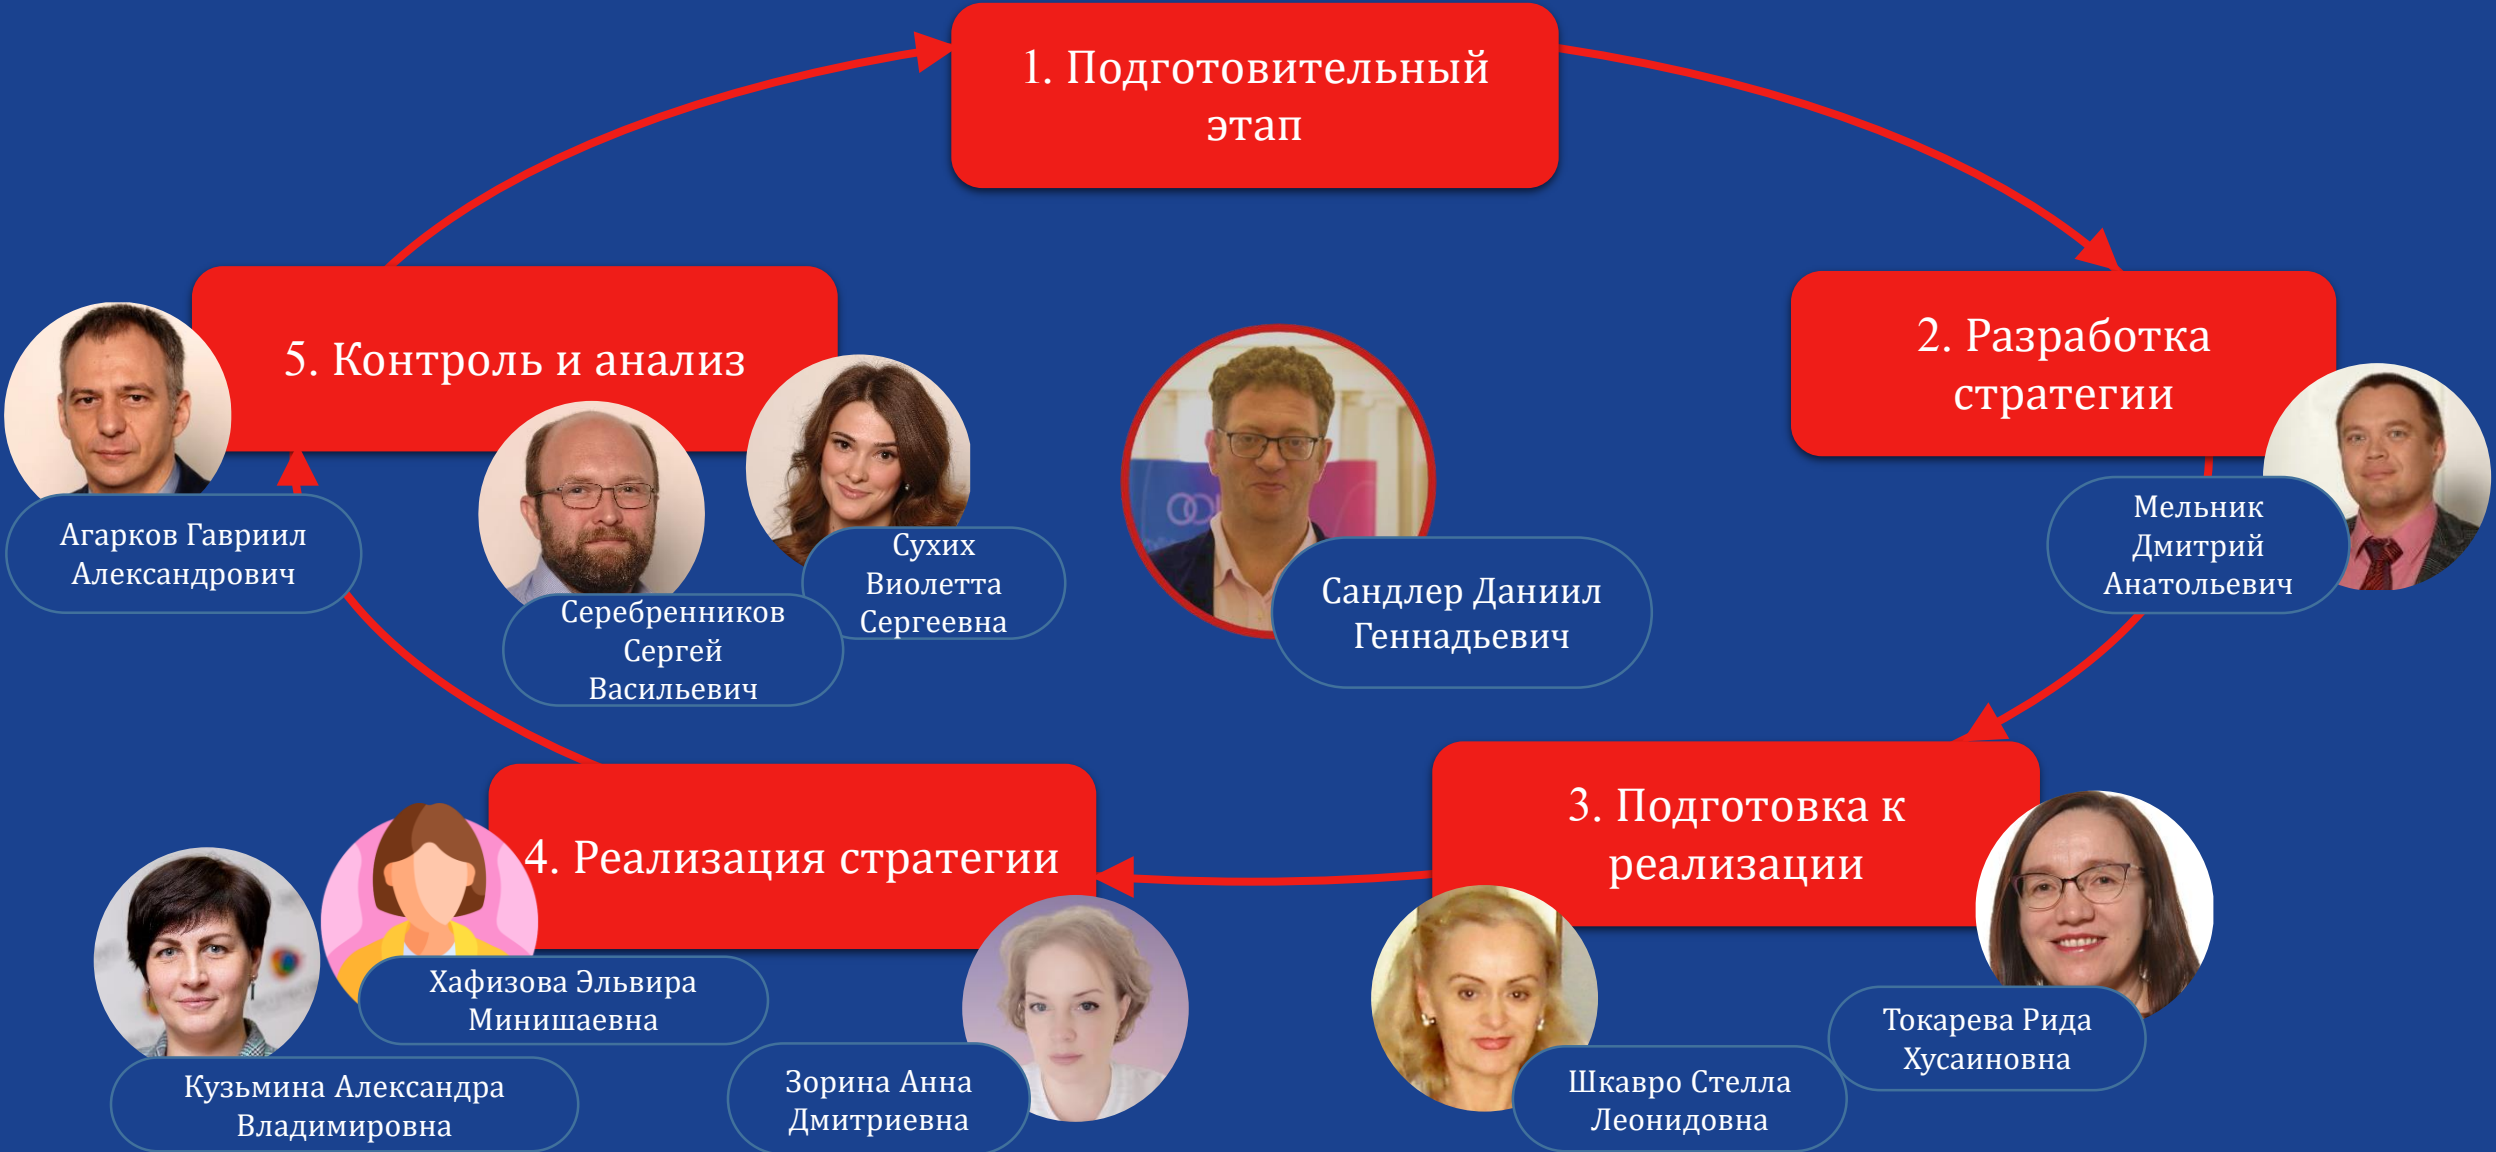 1. Подготовительный
этап
2. Разработка
стратегии
5. Контроль и анализ
Мельник
Дмитрий
Анатольевич
Агарков Гавриил
Александрович
Сухих
Виолетта
Сергеевна
Серебренников
Сергей
Васильевич
Сандлер Даниил
Геннадьевич
3. Подготовка к
реализации
4. Реализация стратегии
Хафизова Эльвира
Минишаевна
Кузьмина Александра
Владимировна
Зорина Анна
Дмитриевна
Шкавро Стелла
Леонидовна
Токарева Рида
Хусаиновна